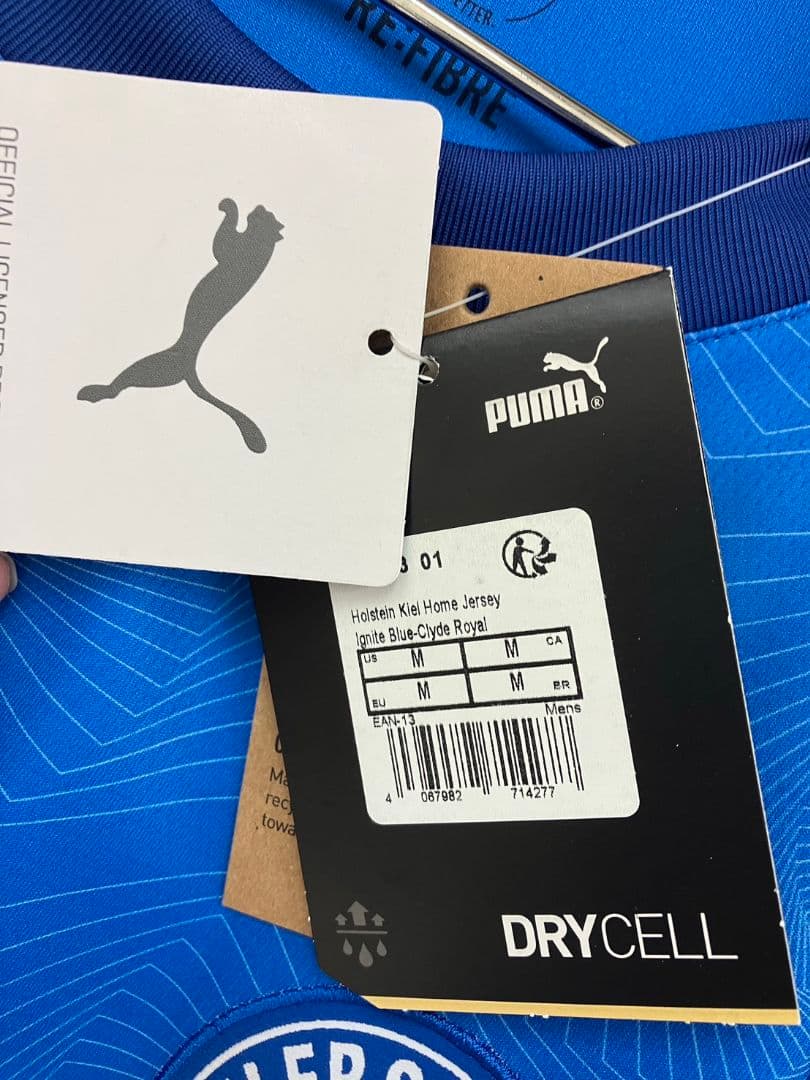 RE:FIBRE
OFFICIAL LICENSED
PUMA®
3 01
Holstein Kiel Home Jersey
Ignite Blue-Clyde Royal
US M M CA
EU M M BR
EAN-13 Mens
4 067982 714277
DRYCELL